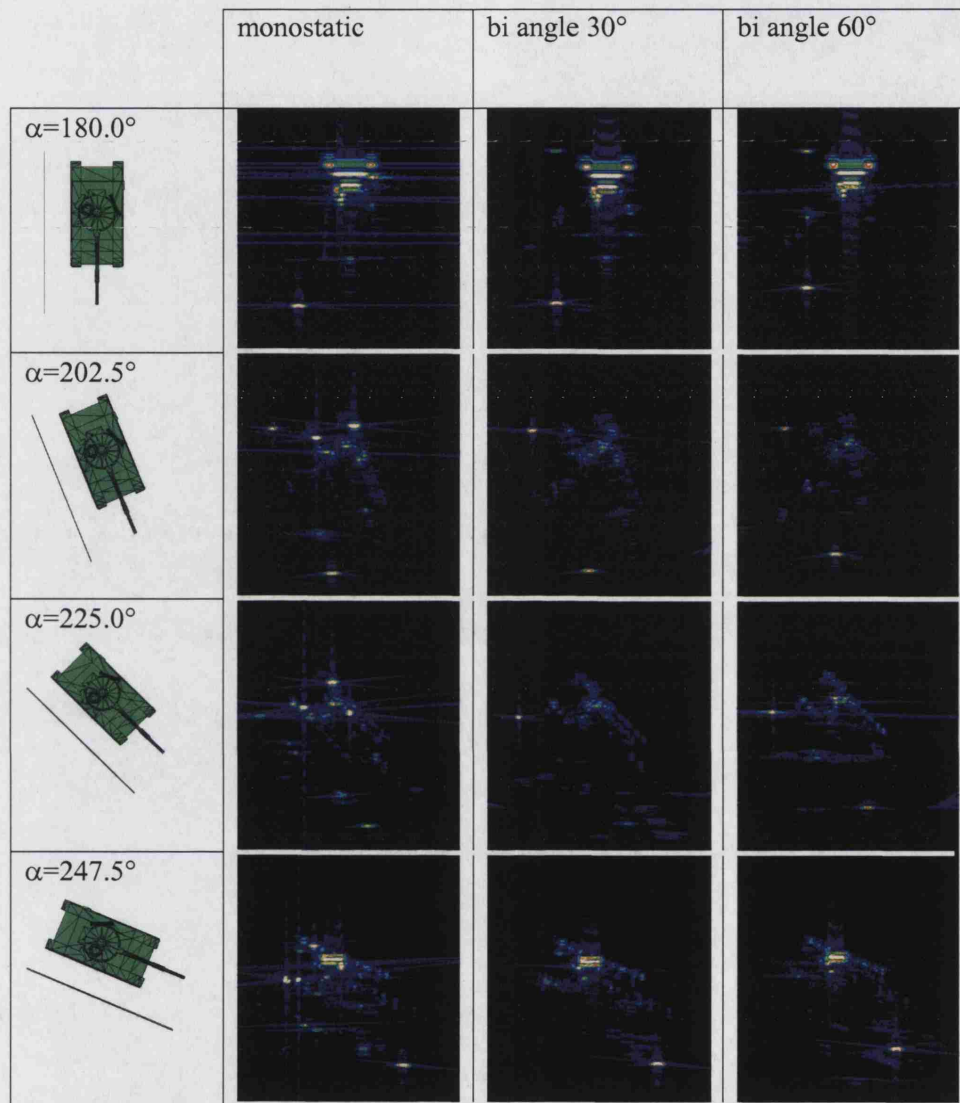 monostatic bi angle 30° bi angle 60°
α=180.0°
α=202.5°
α=225.0°
α=247.5°